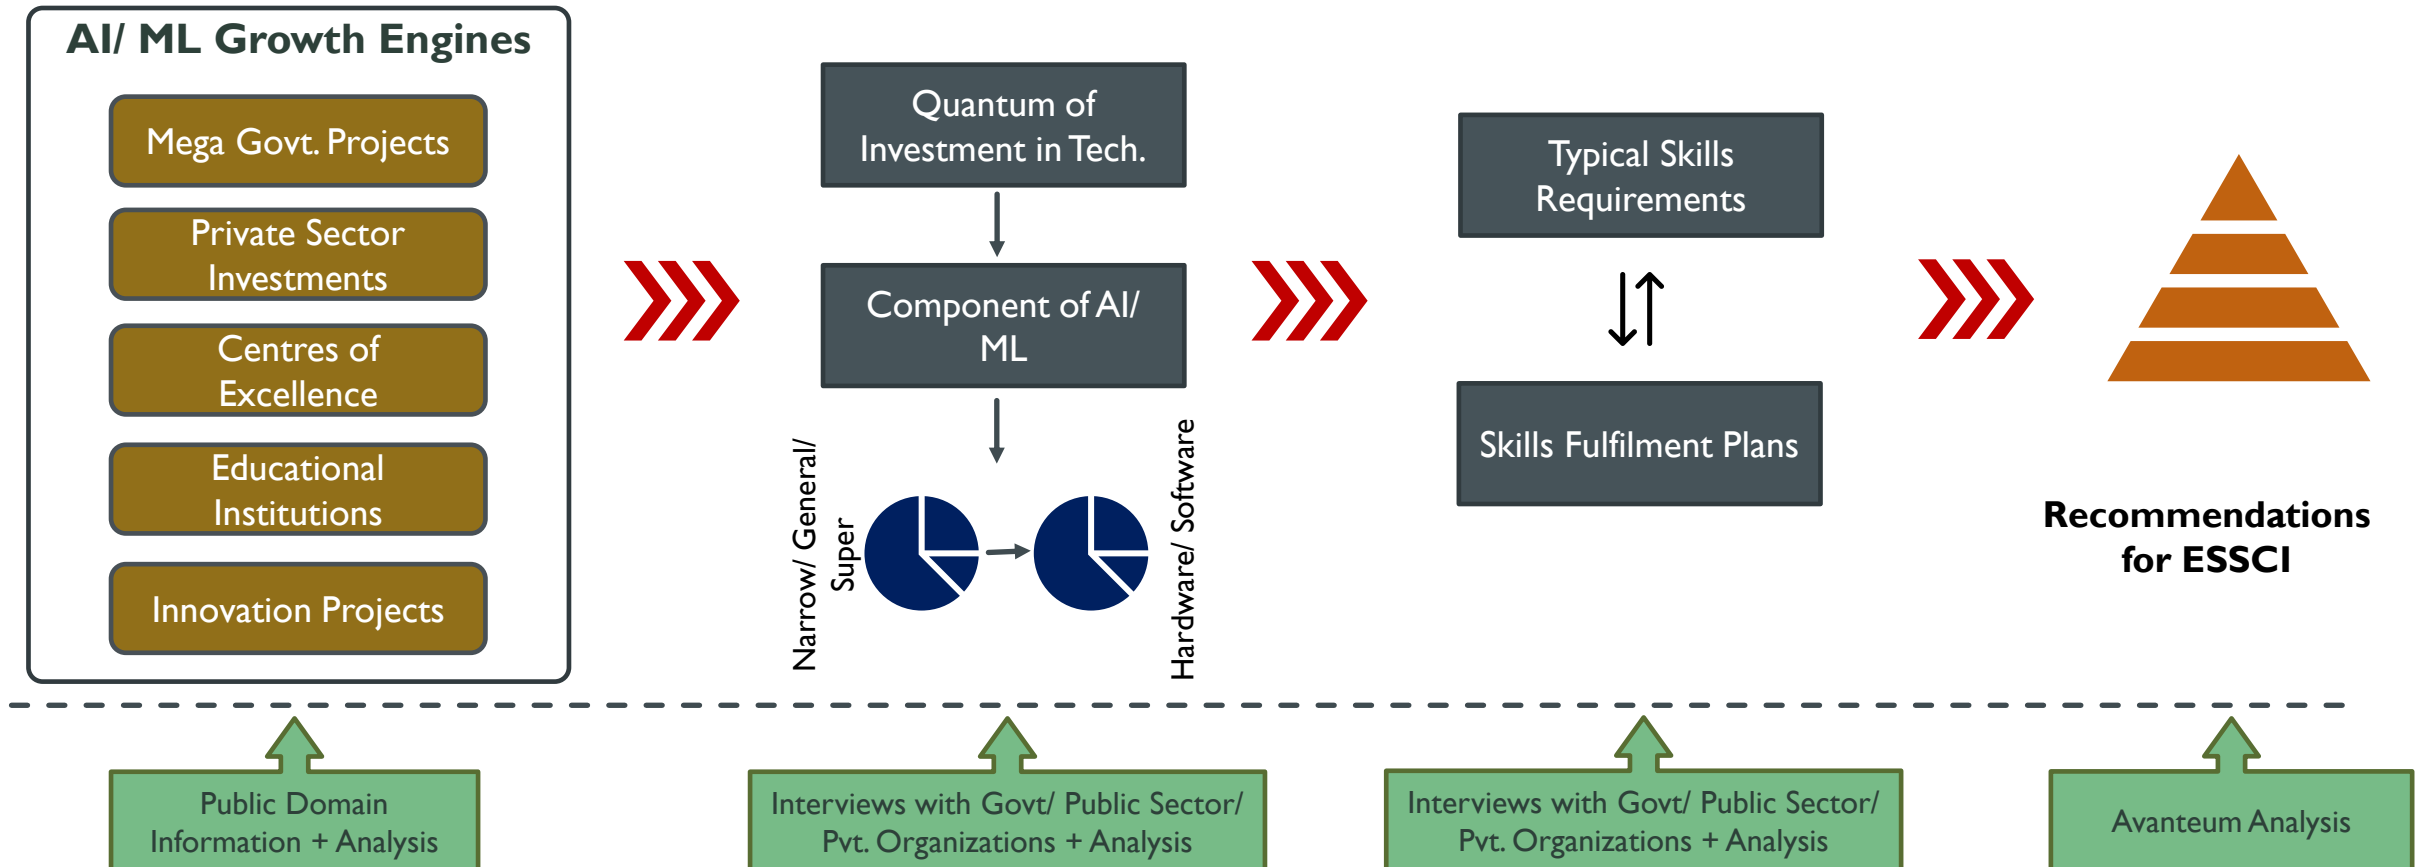 AI/ ML Growth Engines
Mega Govt. Projects
Private Sector
Investments
Centres of
Excellence
Educational
Institutions
Innovation Projects
Quantum of
Investment in Tech.
Component of AI/
ML
Narrow/ General/
Super
Hardware/ Software
Typical Skills
Requirements
Skills Fulfilment Plans
Recommendations
for ESSCI
Public Domain
Information + Analysis
Interviews with Govt/ Public Sector/
Pvt. Organizations + Analysis
Interviews with Govt/ Public Sector/
Pvt. Organizations + Analysis
Avanteum Analysis